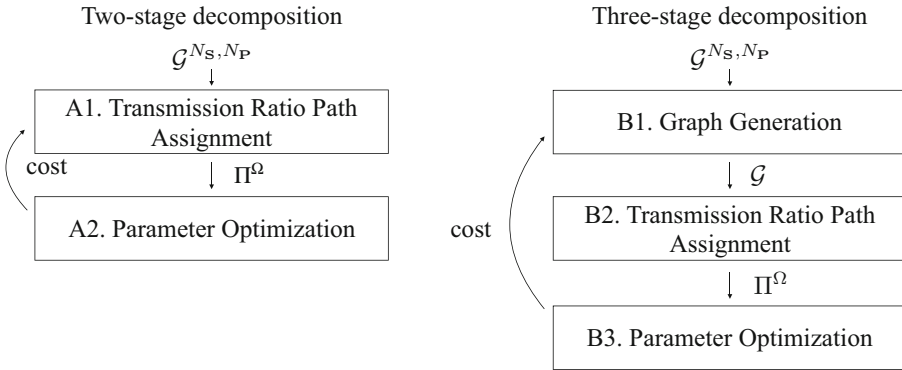 Two-stage decomposition
𝒢^{N_S, N_P}
A1. Transmission Ratio Path
Assignment
cost
Π^Ω
A2. Parameter Optimization
Three-stage decomposition
𝒢^{N_S, N_P}
B1. Graph Generation
𝒢
cost
B2. Transmission Ratio Path
Assignment
Π^Ω
B3. Parameter Optimization